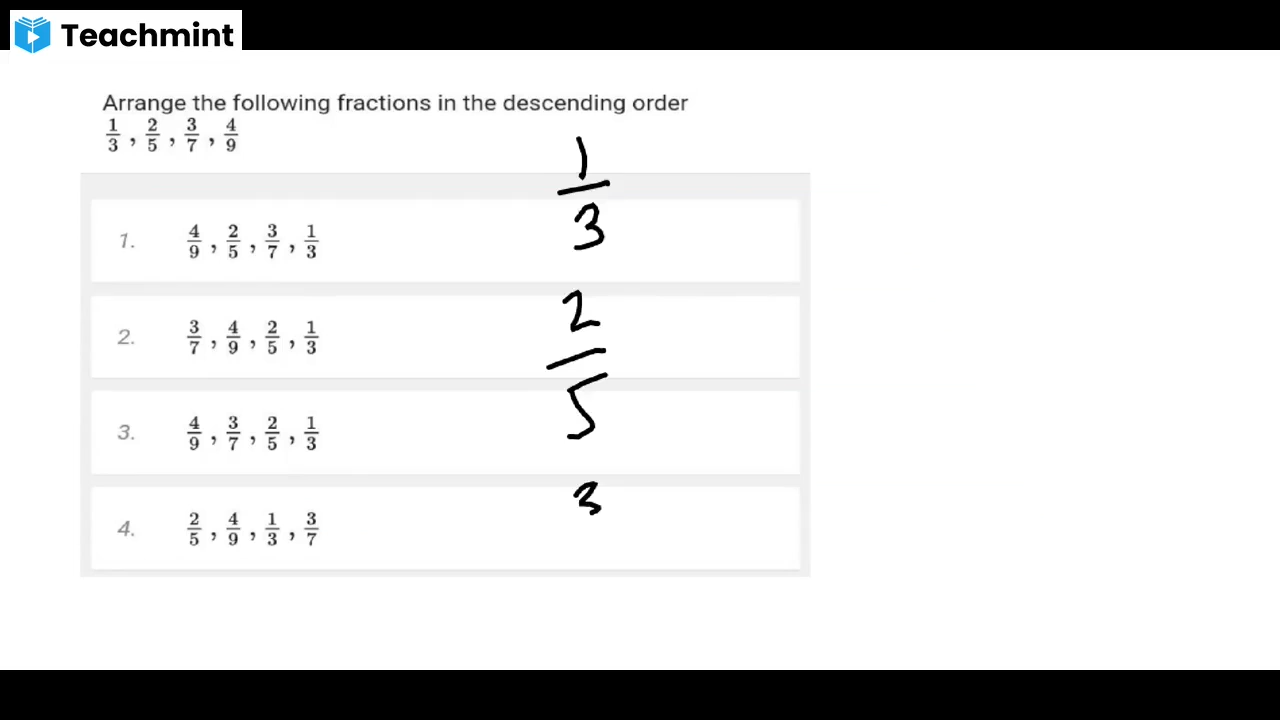 Teachmint
Arrange the following fractions in the descending order
1/3 , 2/5 , 3/7 , 4/9
1. 4/9 , 2/5 , 3/7 , 1/3
2. 3/7 , 4/9 , 2/5 , 1/3
3. 4/9 , 3/7 , 2/5 , 1/3
4. 2/5 , 4/9 , 1/3 , 3/7
1/3
2/5
3